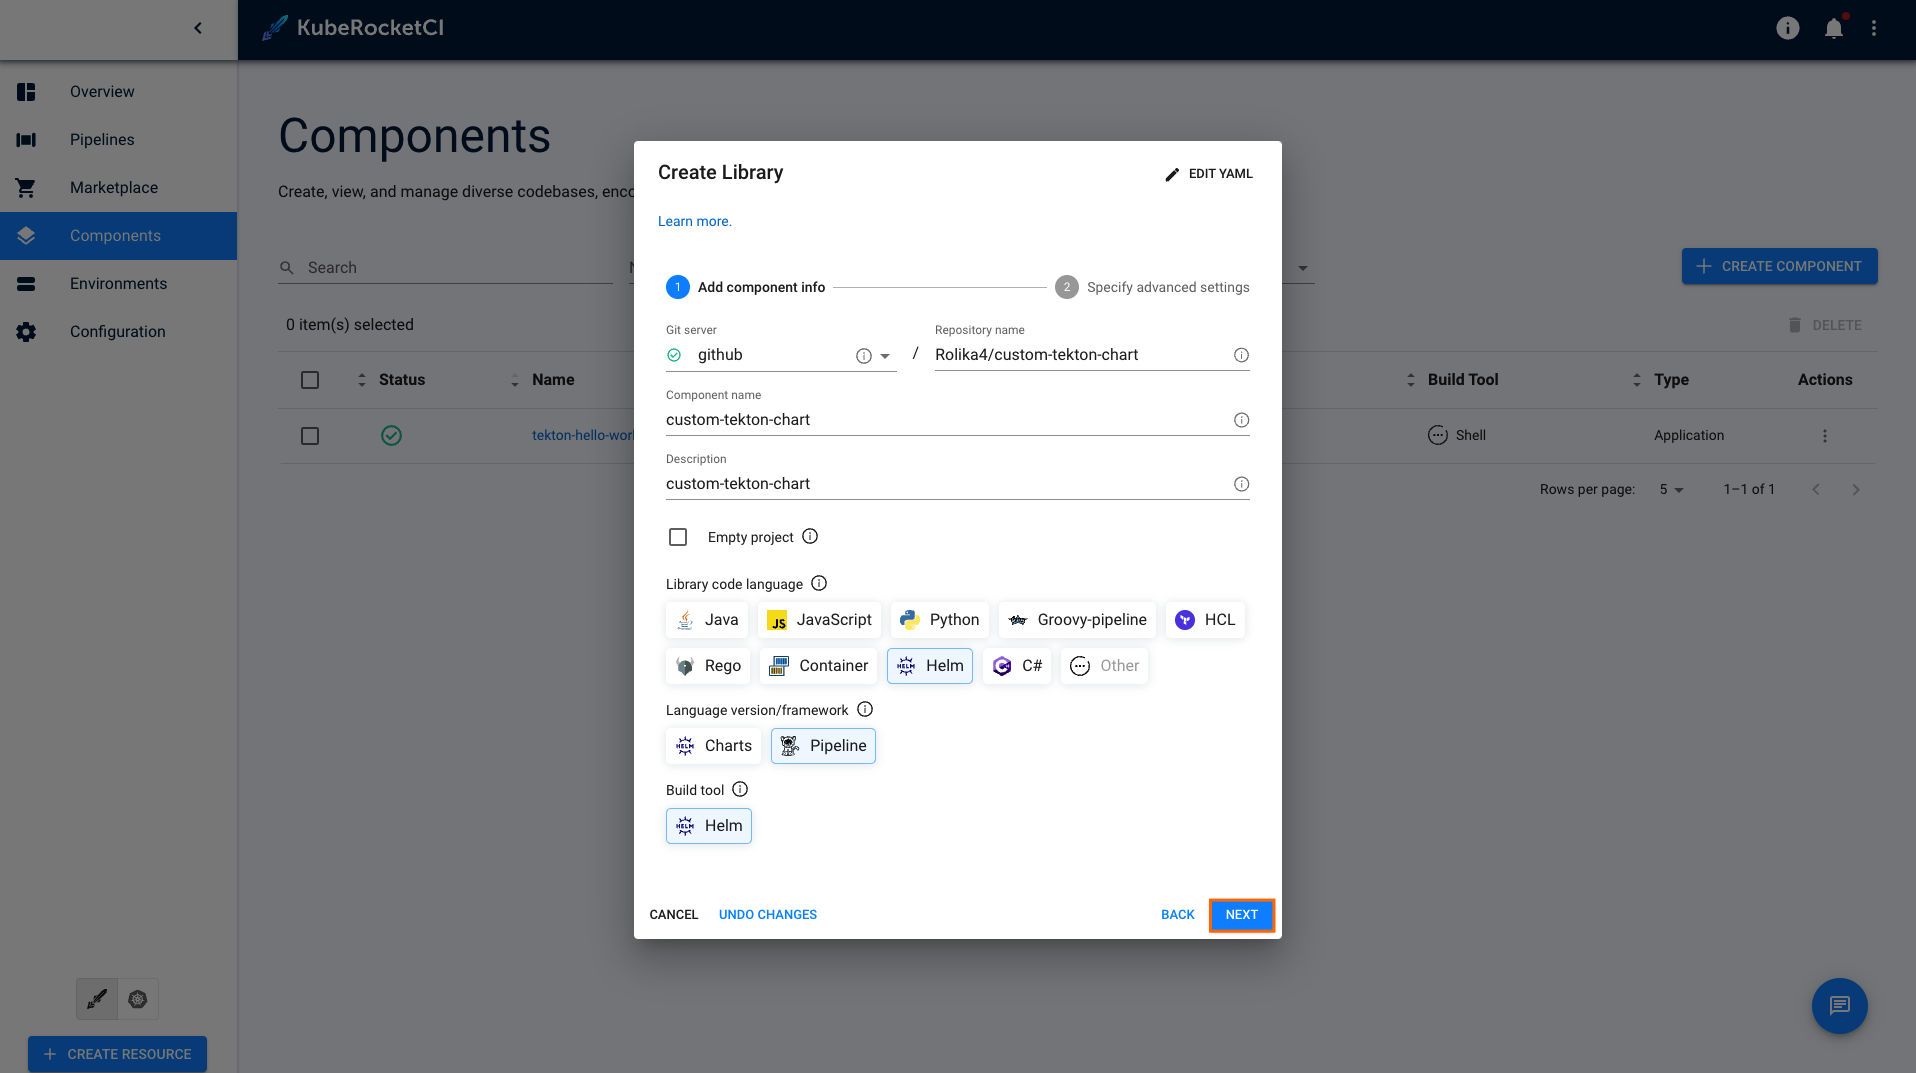 KubeRocketCI
Overview
Pipelines
Marketplace
Components
Environments
Configuration
CREATE RESOURCE
Components
Create, view, and manage diverse codebases, enco
Search
CREATE COMPONENT
0 item(s) selected
DELETE
Status
Name
Build Tool
Type
Actions
tekton-hello-worl
Shell
Application
Rows per page:
5
1–1 of 1
Create Library
EDIT YAML
Learn more.
1
Add component info
2
Specify advanced settings
Git server
github
/
Repository name
Rolika4/custom-tekton-chart
Component name
custom-tekton-chart
Description
custom-tekton-chart
Empty project
Library code language
Java
JS
JavaScript
Python
Groovy-pipeline
HCL
Rego
Container
HELM
Helm
C#
Other
Language version/framework
HELM
Charts
Pipeline
Build tool
HELM
Helm
CANCEL
UNDO CHANGES
BACK
NEXT